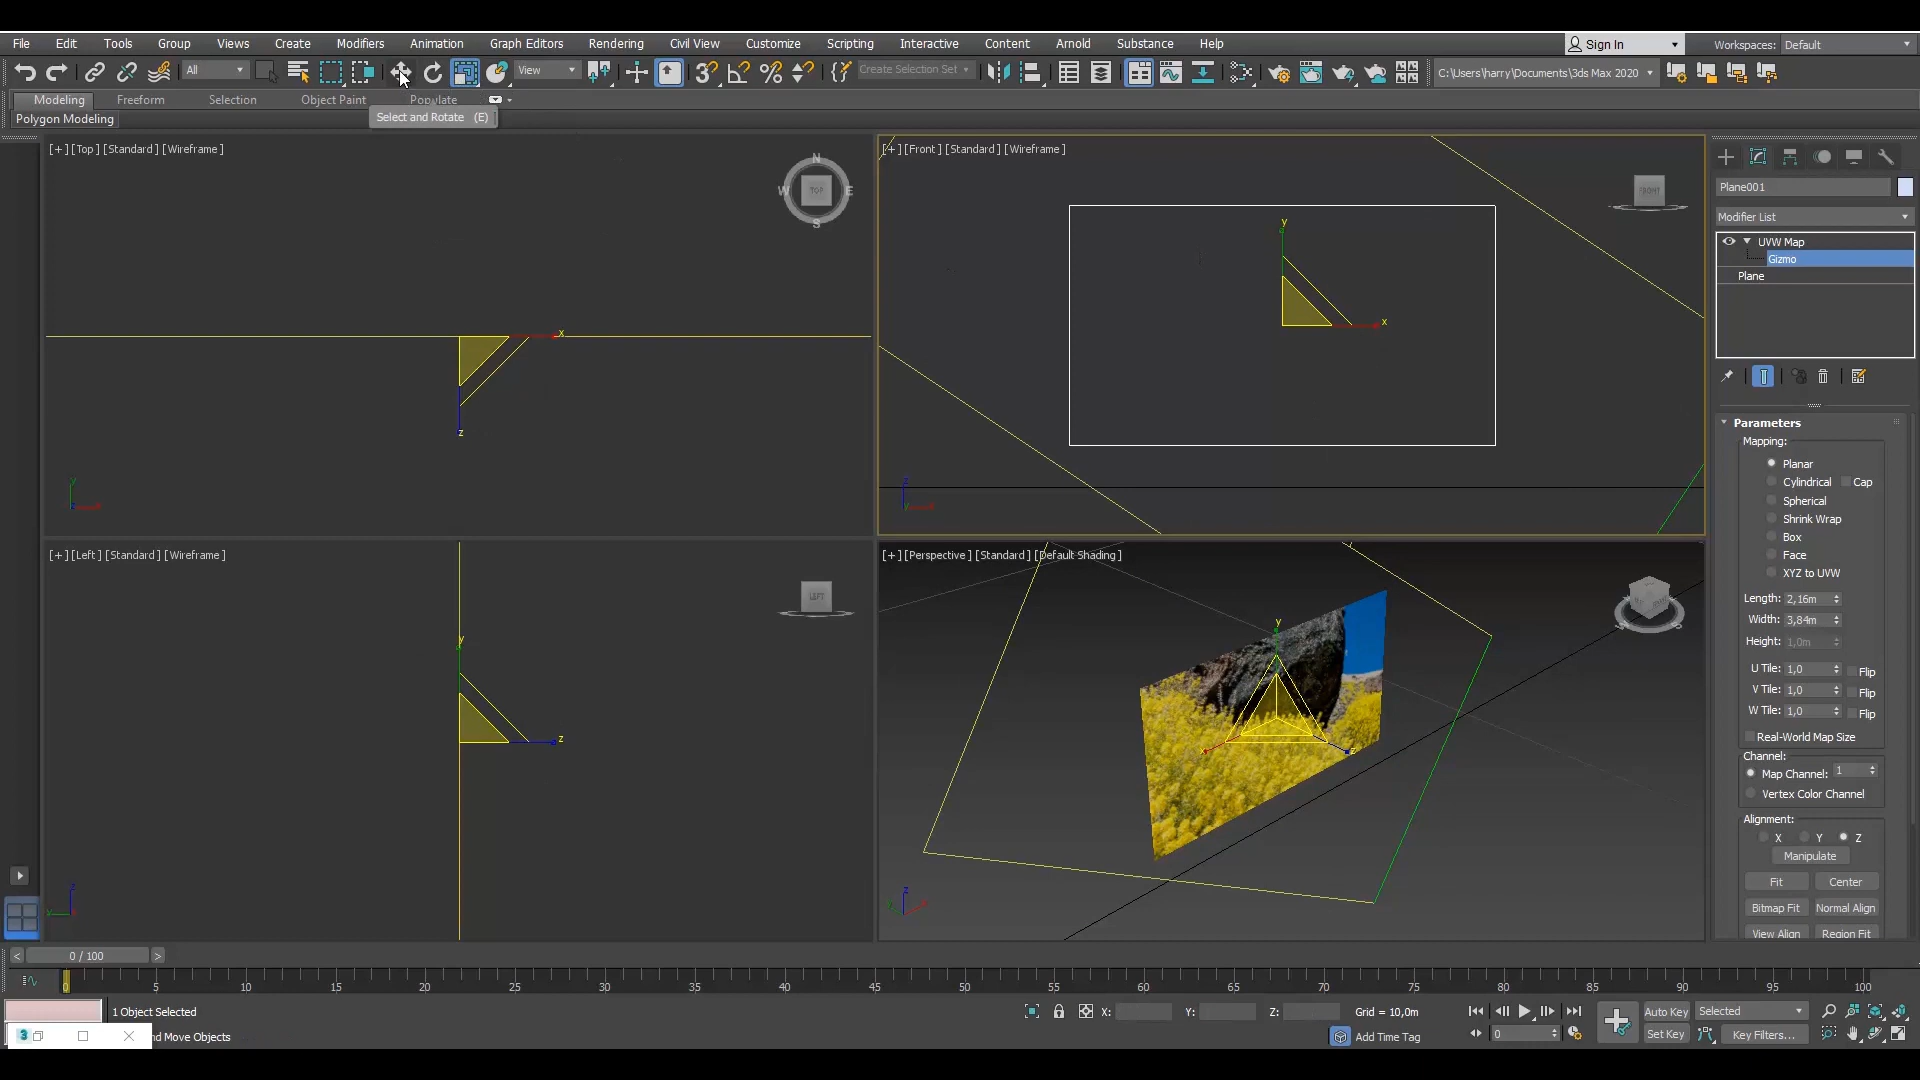 File Edit Tools Group Views Create Modifiers Animation Graph Editors Rendering Civil View Customize Scripting Interactive Content Arnold Substance Help Sign In Workspaces: Default
All View Create Selection Set C:\Users\harry\Documents\3ds Max 2020
Modeling Freeform Selection Object Paint Populate
Polygon Modeling
Select and Rotate (E)
[+] [Top] [Standard] [Wireframe]
N
W TOP E
S
x
z
[+] [Front] [Standard] [Wireframe]
FRONT
y
x
[+] [Left] [Standard] [Wireframe]
LEFT
y
z
[+] [Perspective] [Standard] [Default Shading]
y
z
Plane001
Modifier List
UVW Map
Gizmo
Plane
Parameters
Mapping:
Planar
Cylindrical Cap
Spherical
Shrink Wrap
Box
Face
XYZ to UVW
Length: 2,16m
Width: 3,84m
Height: 1,0m
U Tile: 1,0 Flip
V Tile: 1,0 Flip
W Tile: 1,0 Flip
Real-World Map Size
Channel:
Map Channel: 1
Vertex Color Channel
Alignment:
X Y Z
Manipulate
Fit Center
Bitmap Fit Normal Align
View Align Region Fit
< 0 / 100 >
0 5 10 15 20 25 30 35 40 45 50 55 60 65 70 75 80 85 90 95 100
1 Object Selected X: Y: Z: Grid = 10,0m Auto Key Selected
3 nd Move Objects Add Time Tag 0 Set Key Key Filters...